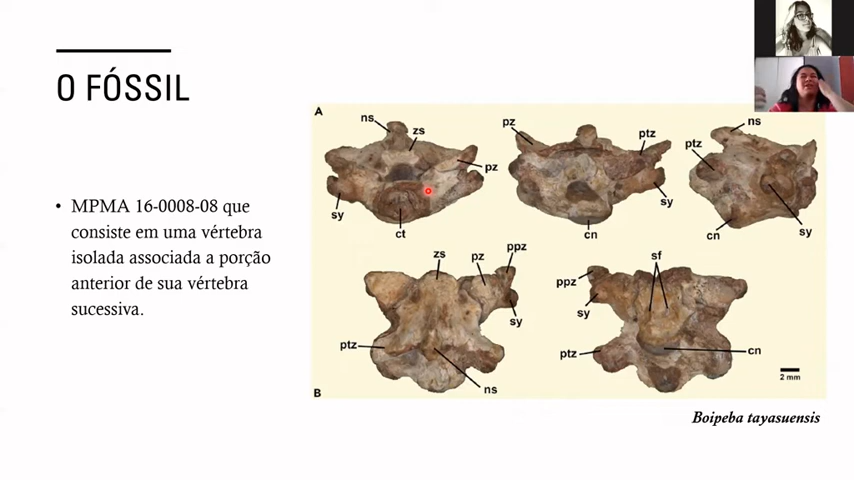 O FÓSSIL
• MPMA 16-0008-08 que
consiste em uma vértebra
isolada associada a porção
anterior de sua vértebra
sucessiva.
A
ns
zs
pz
sy
ct
pz
ptz
sy
cn
ns
ptz
cn
sy
zs
pz
ppz
sy
ptz
ns
sf
ppz
sy
ptz
cn
2 mm
B
Boipeba tayasuensis